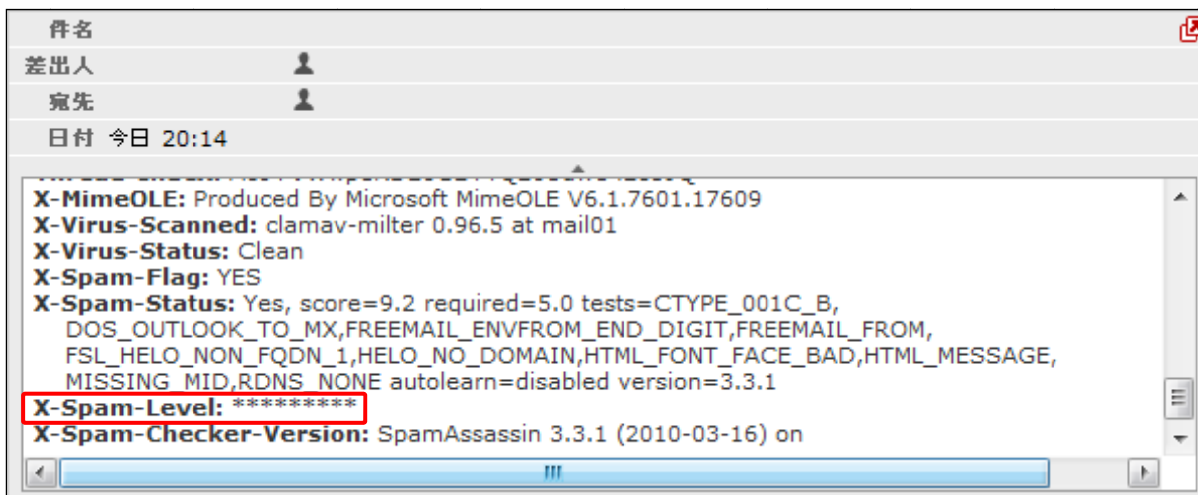 件名
差出人
宛先
日付 今日 20:14
X-MimeOLE: Produced By Microsoft MimeOLE V6.1.7601.17609
X-Virus-Scanned: clamav-milter 0.96.5 at mail01
X-Virus-Status: Clean
X-Spam-Flag: YES
X-Spam-Status: Yes, score=9.2 required=5.0 tests=CTYPE_001C_B,
DOS_OUTLOOK_TO_MX,FREEMAIL_ENVFROM_END_DIGIT,FREEMAIL_FROM,
FSL_HELO_NON_FQDN_1,HELO_NO_DOMAIN,HTML_FONT_FACE_BAD,HTML_MESSAGE,
MISSING_MID,RDNS_NONE autolearn=disabled version=3.3.1
X-Spam-Level: *********
X-Spam-Checker-Version: SpamAssassin 3.3.1 (2010-03-16) on